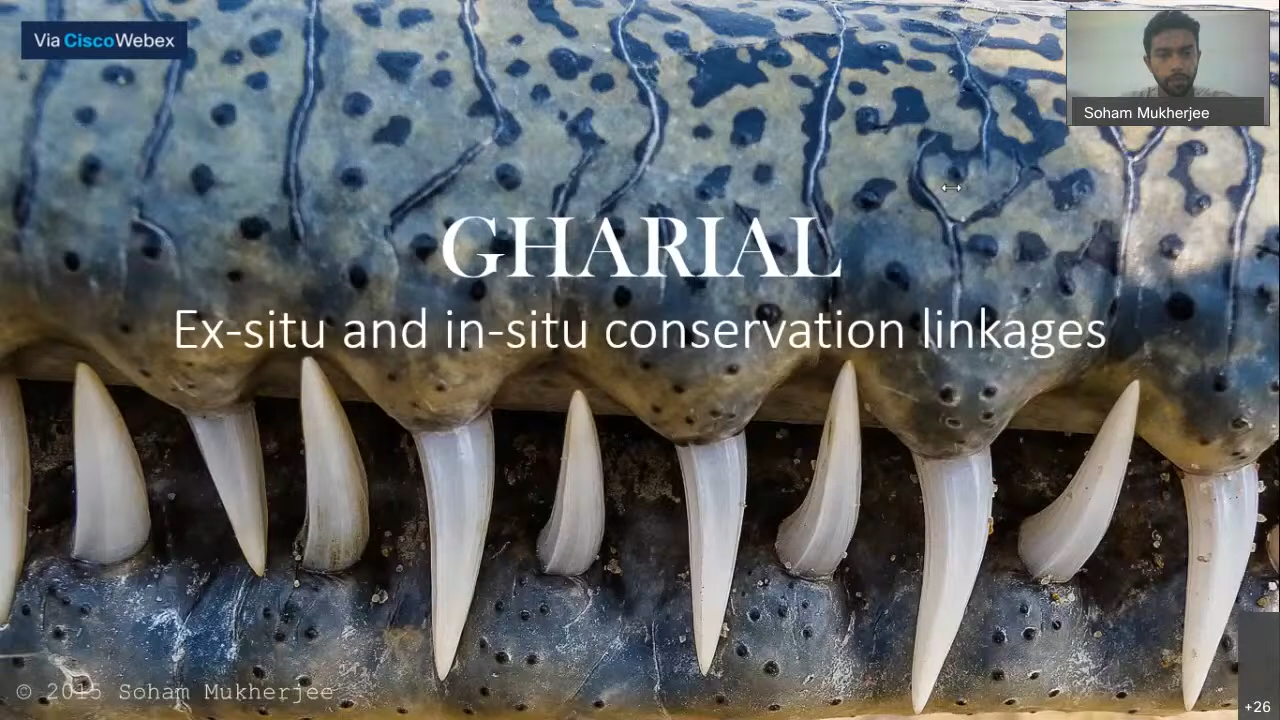 Via CiscoWebex
Soham Mukherjee
GHARIAL
Ex-situ and in-situ conservation linkages
© 2015 Soham Mukherjee
+26